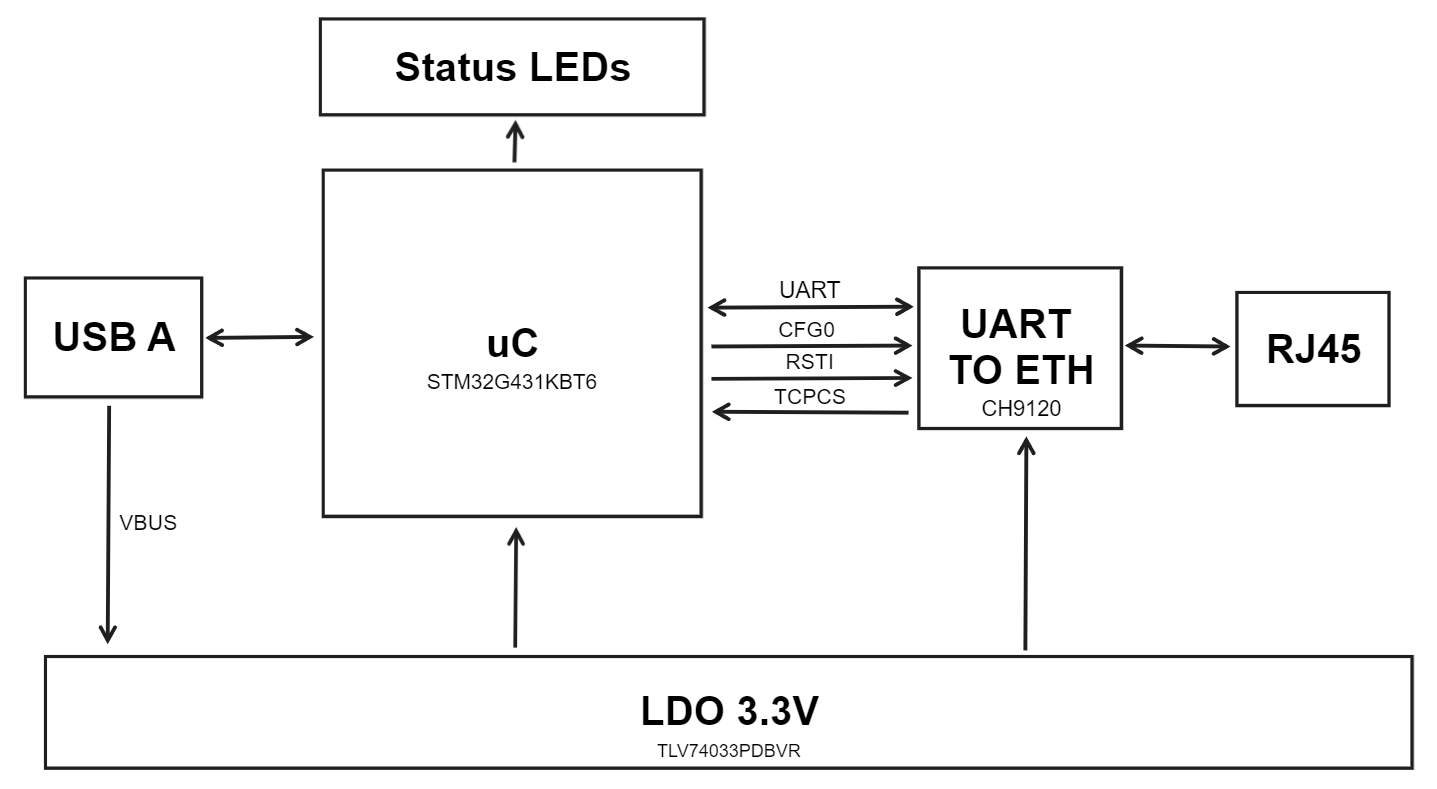 Status LEDs
USB A
uC
STM32G431KBT6
UART
CFG0
RSTI
TCPCS
UART
TO ETH
CH9120
RJ45
VBUS
LDO 3.3V
TLV74033PDBVR